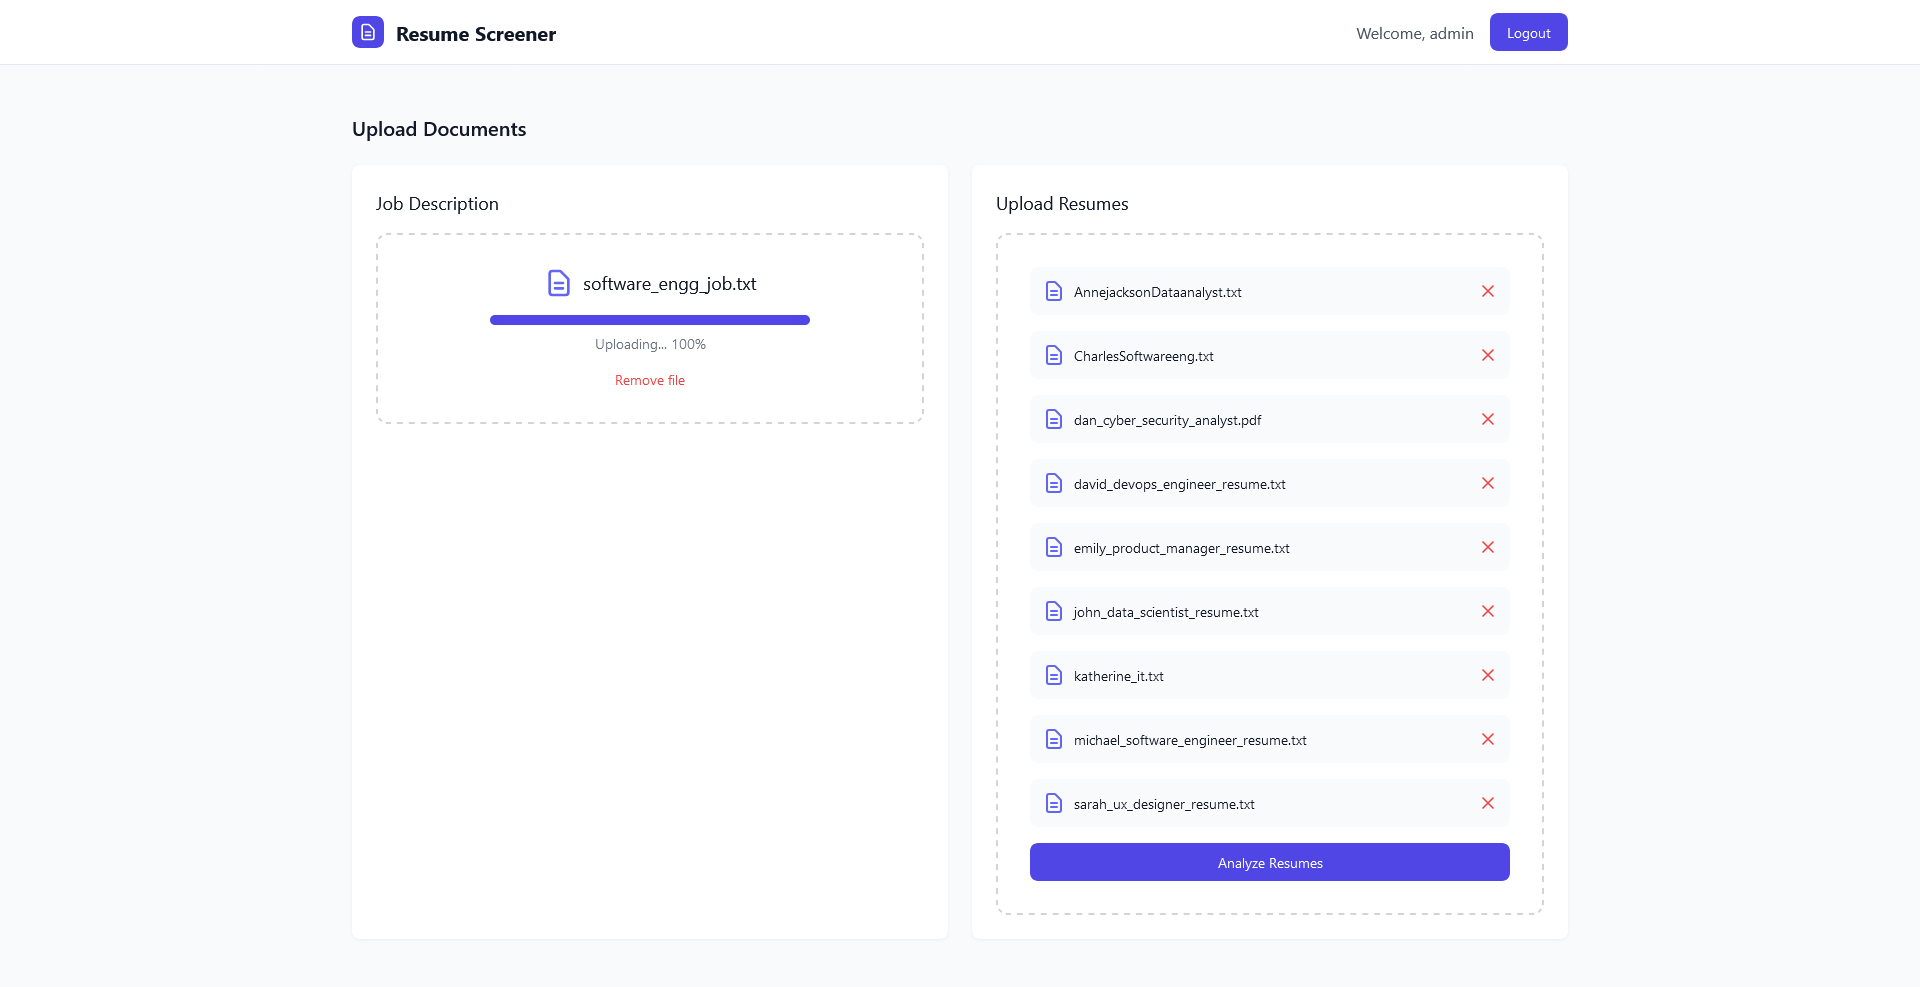 Resume Screener
Welcome, admin
Logout
Upload Documents
Job Description
software_engg_job.txt
Uploading... 100%
Remove file
Upload Resumes
AnnejacksonDataanalyst.txt
CharlesSoftwareeng.txt
dan_cyber_security_analyst.pdf
david_devops_engineer_resume.txt
emily_product_manager_resume.txt
john_data_scientist_resume.txt
katherine_it.txt
michael_software_engineer_resume.txt
sarah_ux_designer_resume.txt
Analyze Resumes